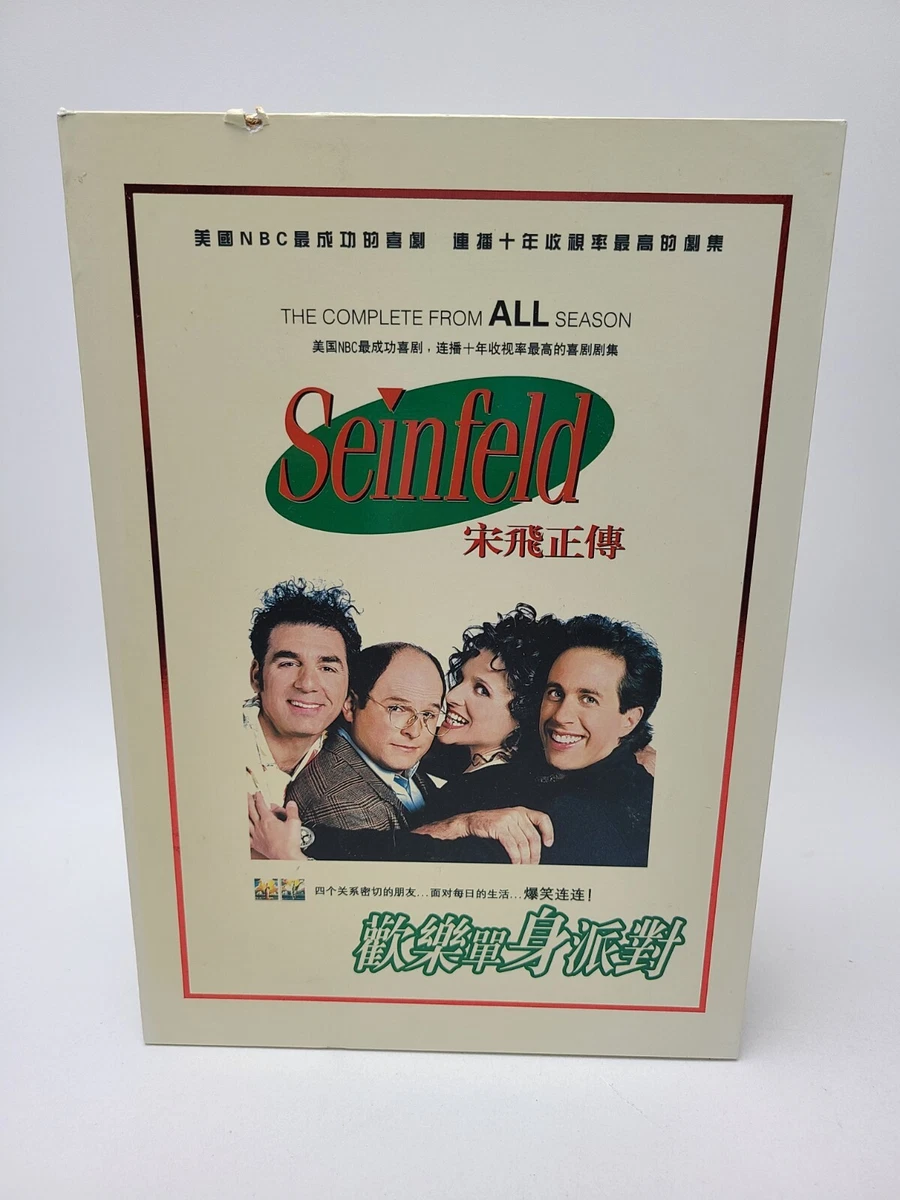 美國NBC最成功的喜劇 連播十年收視率最高的劇集
THE COMPLETE FROM ALL SEASON
美国NBC最成功喜剧，连播十年收视率最高的喜剧剧集
Seinfeld
宋飛正傳
四个关系密切的朋友...面对每日的生活...爆笑连连！
歡樂單身派對